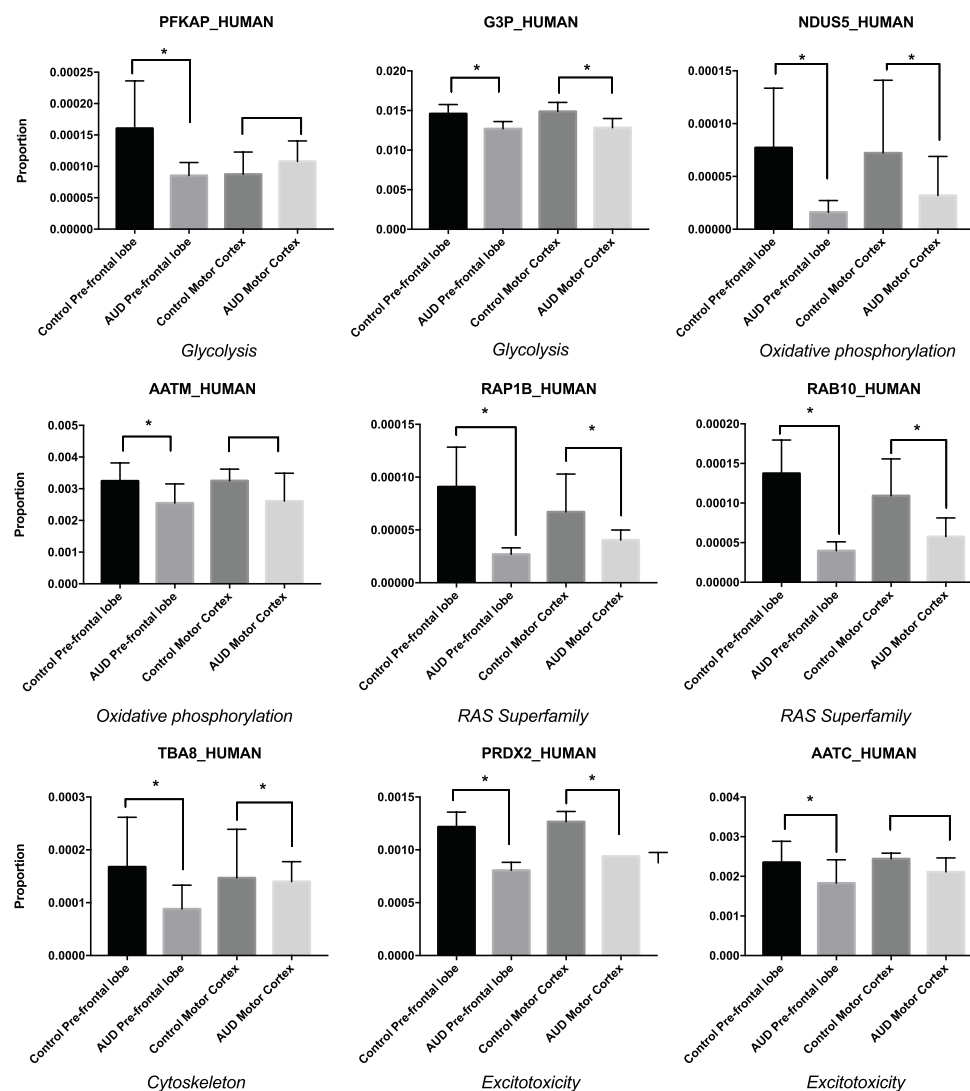 PFKAP_HUMAN
Proportion
0.00025
0.00020
0.00015
0.00010
0.00005
0.00000
*
Control Pre-frontal lobe
AUD Pre-frontal lobe
Control Motor Cortex
AUD Motor Cortex
Glycolysis
G3P_HUMAN
0.020
0.015
0.010
0.005
0.000
*
*
Control Pre-frontal lobe
AUD Pre-frontal lobe
Control Motor Cortex
AUD Motor Cortex
Glycolysis
NDUS5_HUMAN
0.00015
0.00010
0.00005
0.00000
*
*
Control Pre-frontal lobe
AUD Pre-frontal lobe
Control Motor Cortex
AUD Motor Cortex
Oxidative phosphorylation
AATM_HUMAN
Proportion
0.005
0.004
0.003
0.002
0.001
0.000
*
Control Pre-frontal lobe
AUD Pre-frontal lobe
Control Motor Cortex
AUD Motor Cortex
Oxidative phosphorylation
RAP1B_HUMAN
0.00015
0.00010
0.00005
0.00000
*
*
Control Pre-frontal lobe
AUD Pre-frontal lobe
Control Motor Cortex
AUD Motor Cortex
RAS Superfamily
RAB10_HUMAN
0.00020
0.00015
0.00010
0.00005
0.00000
*
*
Control Pre-frontal lobe
AUD Pre-frontal lobe
Control Motor Cortex
AUD Motor Cortex
RAS Superfamily
TBA8_HUMAN
Proportion
0.0003
0.0002
0.0001
0.0000
*
*
Control Pre-frontal lobe
AUD Pre-frontal lobe
Control Motor Cortex
AUD Motor Cortex
Cytoskeleton
PRDX2_HUMAN
0.0015
0.0010
0.0005
0.0000
*
*
Control Pre-frontal lobe
AUD Pre-frontal lobe
Control Motor Cortex
AUD Motor Cortex
Excitotoxicity
AATC_HUMAN
0.004
0.003
0.002
0.001
0.000
*
Control Pre-frontal lobe
AUD Pre-frontal lobe
Control Motor Cortex
AUD Motor Cortex
Excitotoxicity